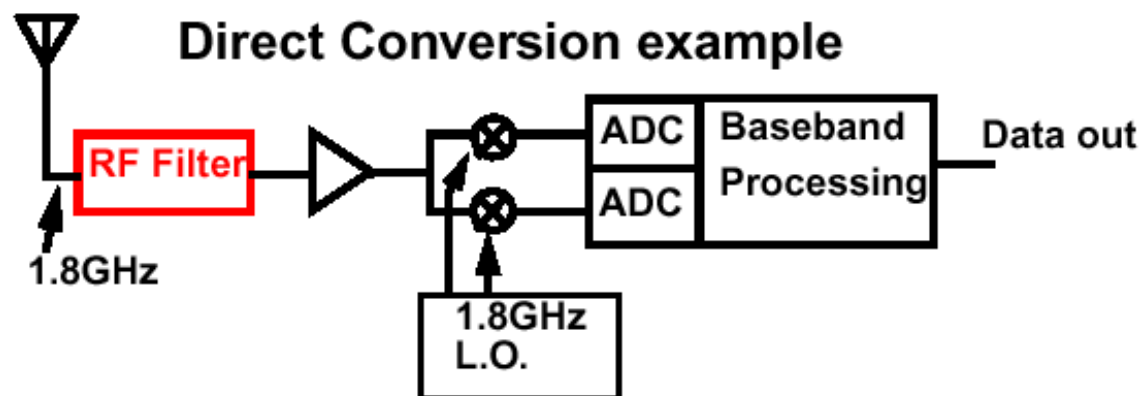 Direct Conversion example
RF Filter
1.8GHz
ADC
ADC
Baseband
Processing
Data out
1.8GHz
L.O.